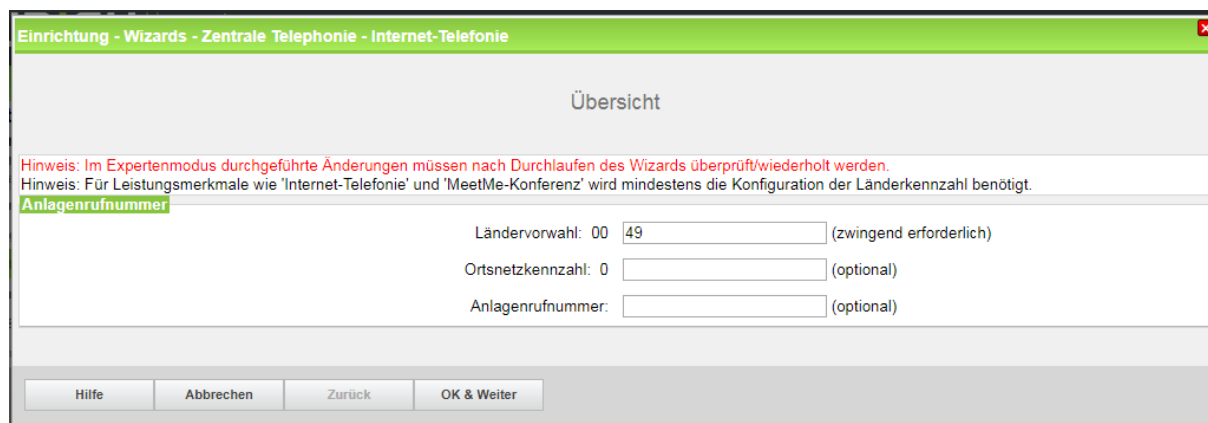 Einrichtung - Wizards - Zentrale Telephonie - Internet-Telefonie
Übersicht
Hinweis: Im Expertenmodus durchgeführte Änderungen müssen nach Durchlaufen des Wizards überprüft/wiederholt werden.
Hinweis: Für Leistungsmerkmale wie 'Internet-Telefonie' und 'MeetMe-Konferenz' wird mindestens die Konfiguration der Länderkennzahl benötigt.
Anlagenrufnummer
Ländervorwahl: 00 49 (zwingend erforderlich)
Ortsnetzkennzahl: 0 (optional)
Anlagenrufnummer: (optional)
Hilfe Abbrechen Zurück OK & Weiter